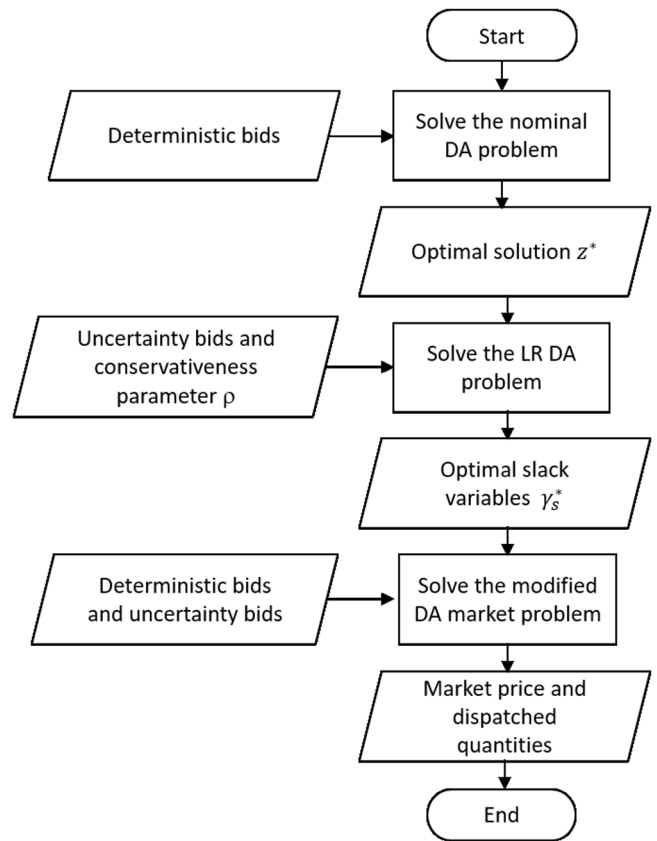 Start
Deterministic bids
Solve the nominal
DA problem
Optimal solution z*
Uncertainty bids and
conservativeness
parameter ρ
Solve the LR DA
problem
Optimal slack
variables γₛ*
Deterministic bids
and uncertainty bids
Solve the modified
DA market problem
Market price and
dispatched
quantities
End